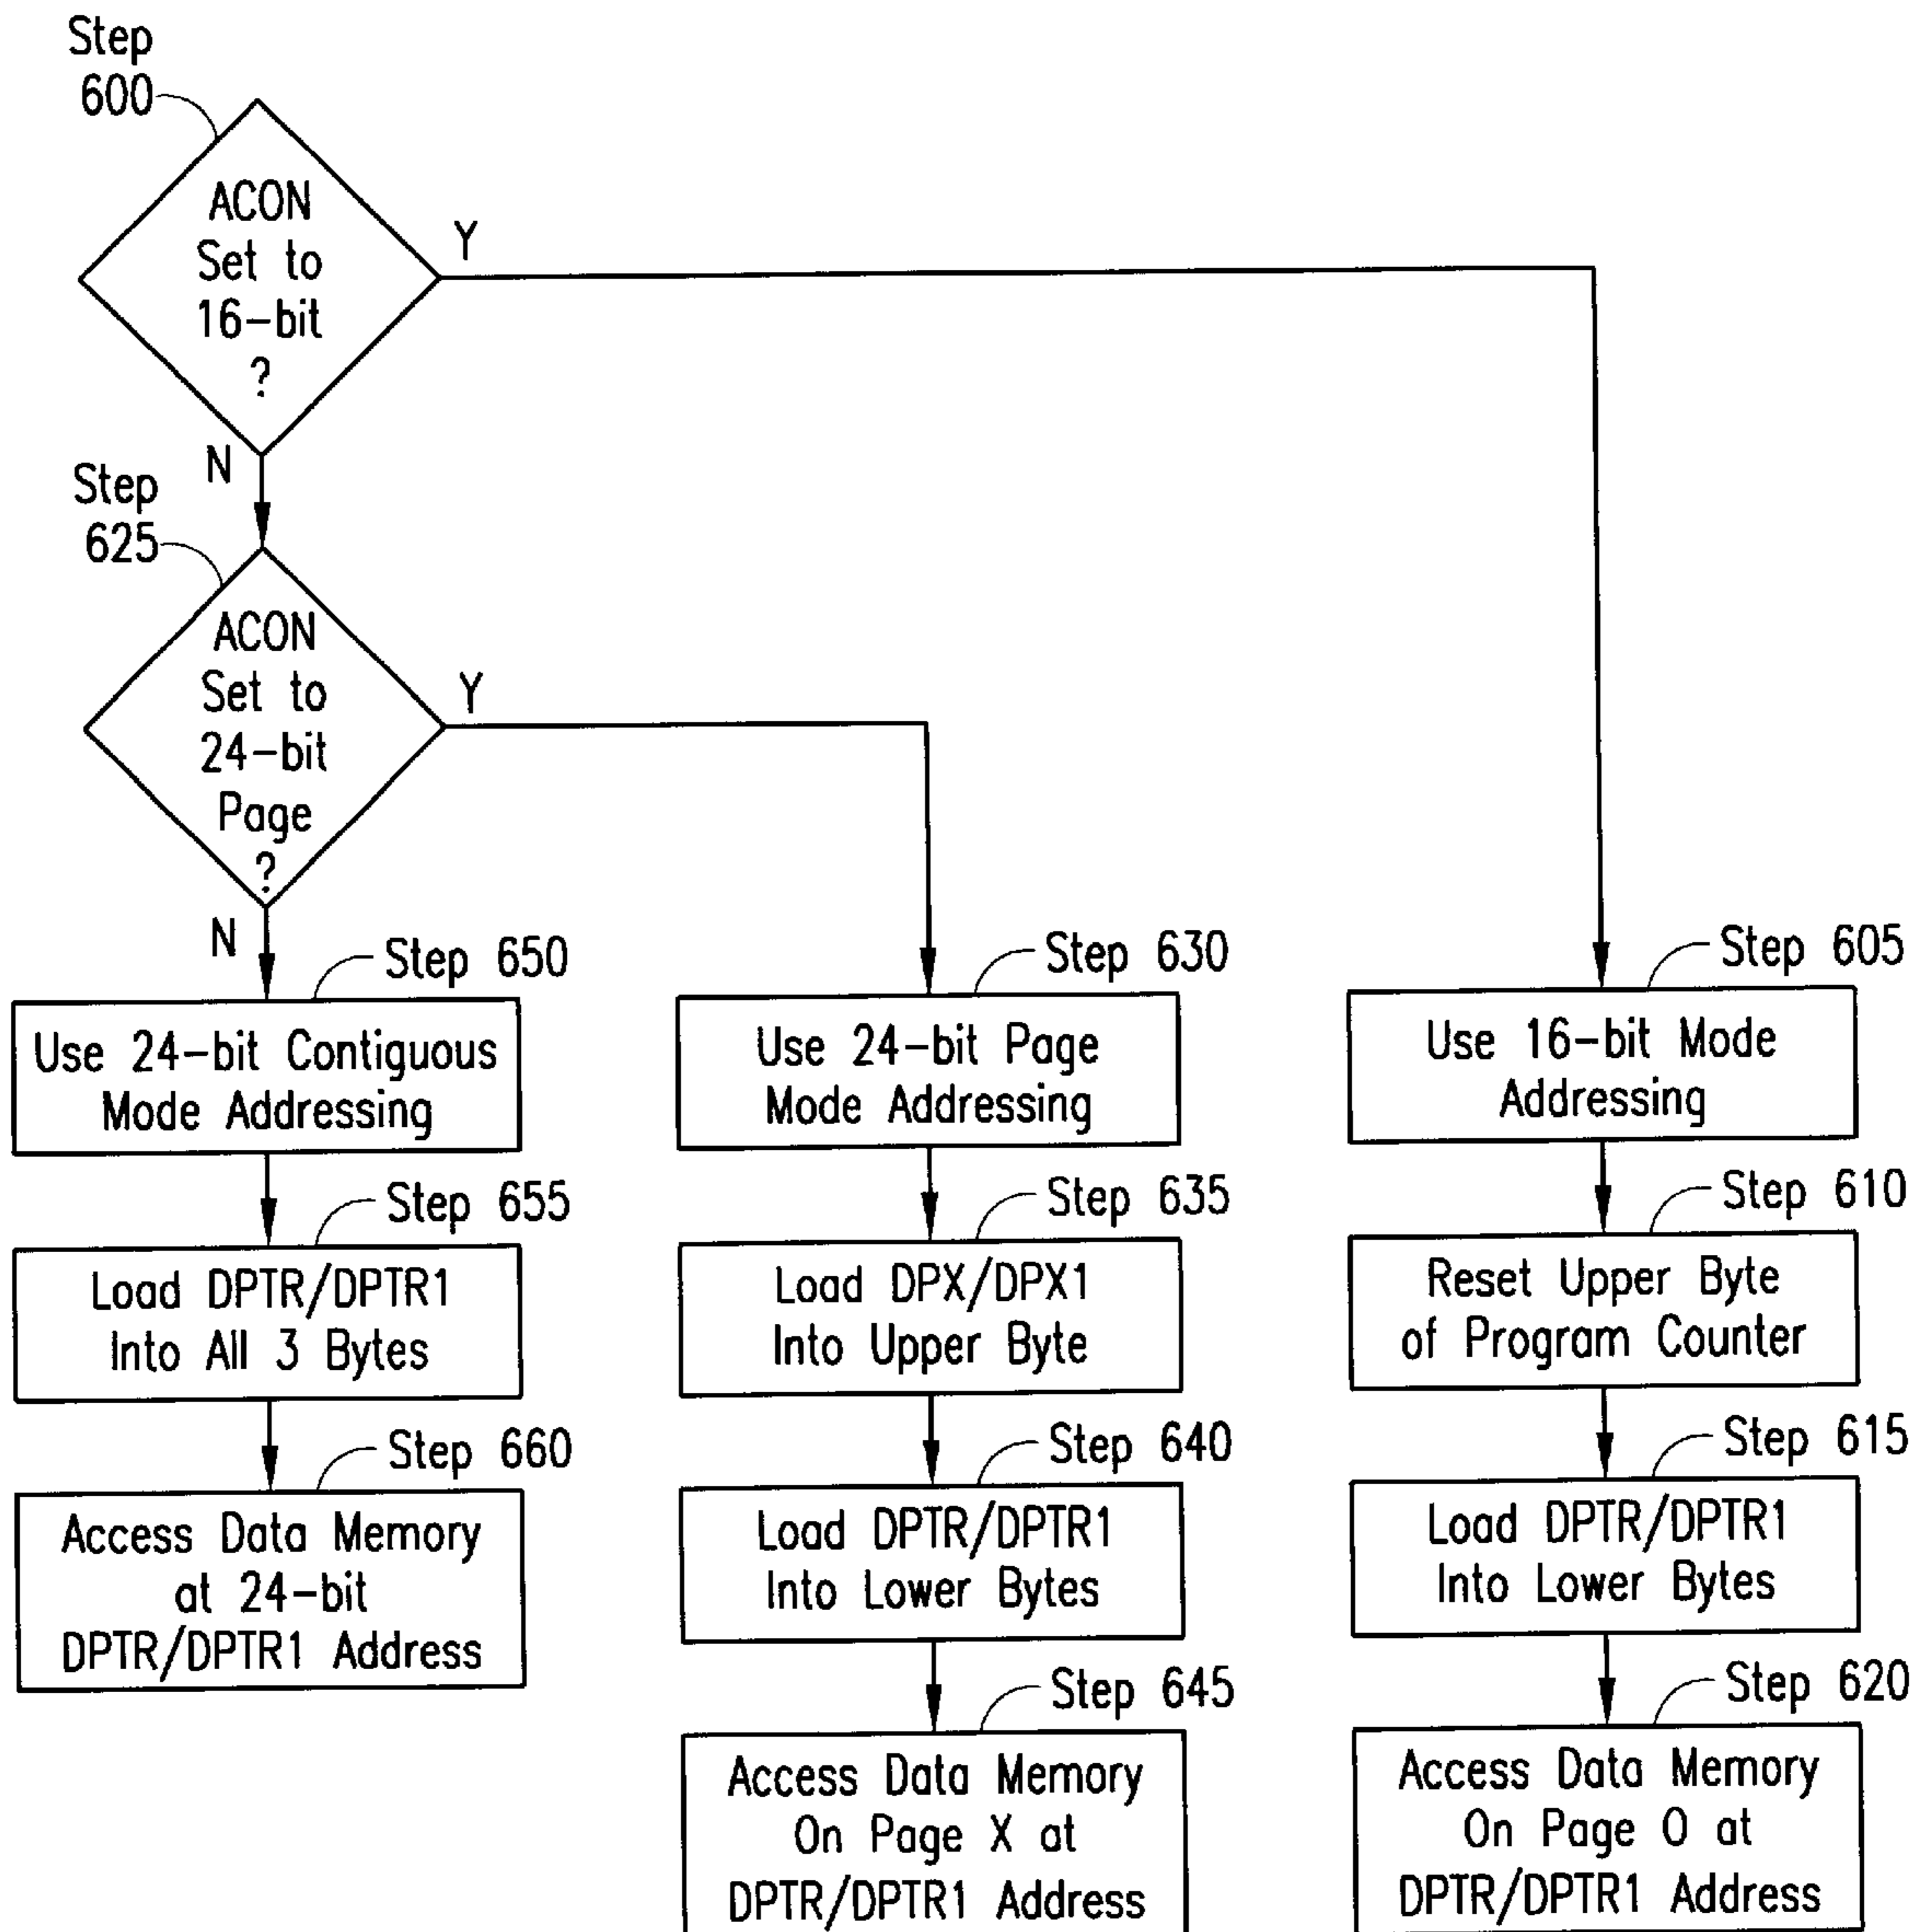 Step
600
ACON
Set to
16-bit
?
Y
N
Step
625
ACON
Set to
24-bit
Page
?
Y
N
Step 650
Use 24-bit Contiguous
Mode Addressing
Step 655
Load DPTR/DPTR1
Into All 3 Bytes
Step 660
Access Data Memory
at 24-bit
DPTR/DPTR1 Address
Step 630
Use 24-bit Page
Mode Addressing
Step 635
Load DPX/DPX1
Into Upper Byte
Step 640
Load DPTR/DPTR1
Into Lower Bytes
Step 645
Access Data Memory
On Page X at
DPTR/DPTR1 Address
Step 605
Use 16-bit Mode
Addressing
Step 610
Reset Upper Byte
of Program Counter
Step 615
Load DPTR/DPTR1
Into Lower Bytes
Step 620
Access Data Memory
On Page 0 at
DPTR/DPTR1 Address